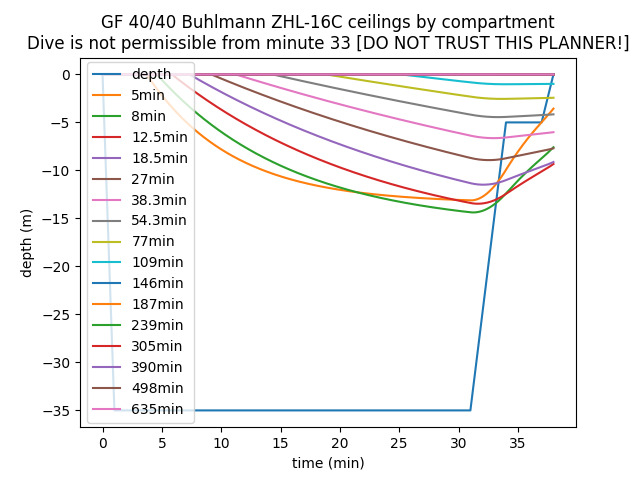 GF 40/40 Buhlmann ZHL-16C ceilings by compartment
Dive is not permissible from minute 33 [DO NOT TRUST THIS PLANNER!]
depth
5min
8min
12.5min
18.5min
27min
38.3min
54.3min
77min
109min
146min
187min
239min
305min
390min
498min
635min
0
−5
−10
−15
−20
−25
−30
−35
depth (m)
0 5 10 15 20 25 30 35
time (min)